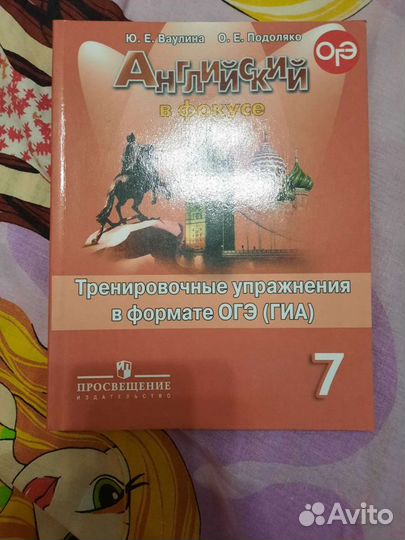 Ю. Е. Ваулина О. Е. Подоляко
ОГЭ
Английский
в фокусе
Тренировочные упражнения
в формате ОГЭ (ГИА)
7
ПРОСВЕЩЕНИЕ
ИЗДАТЕЛЬСТВО
Avito